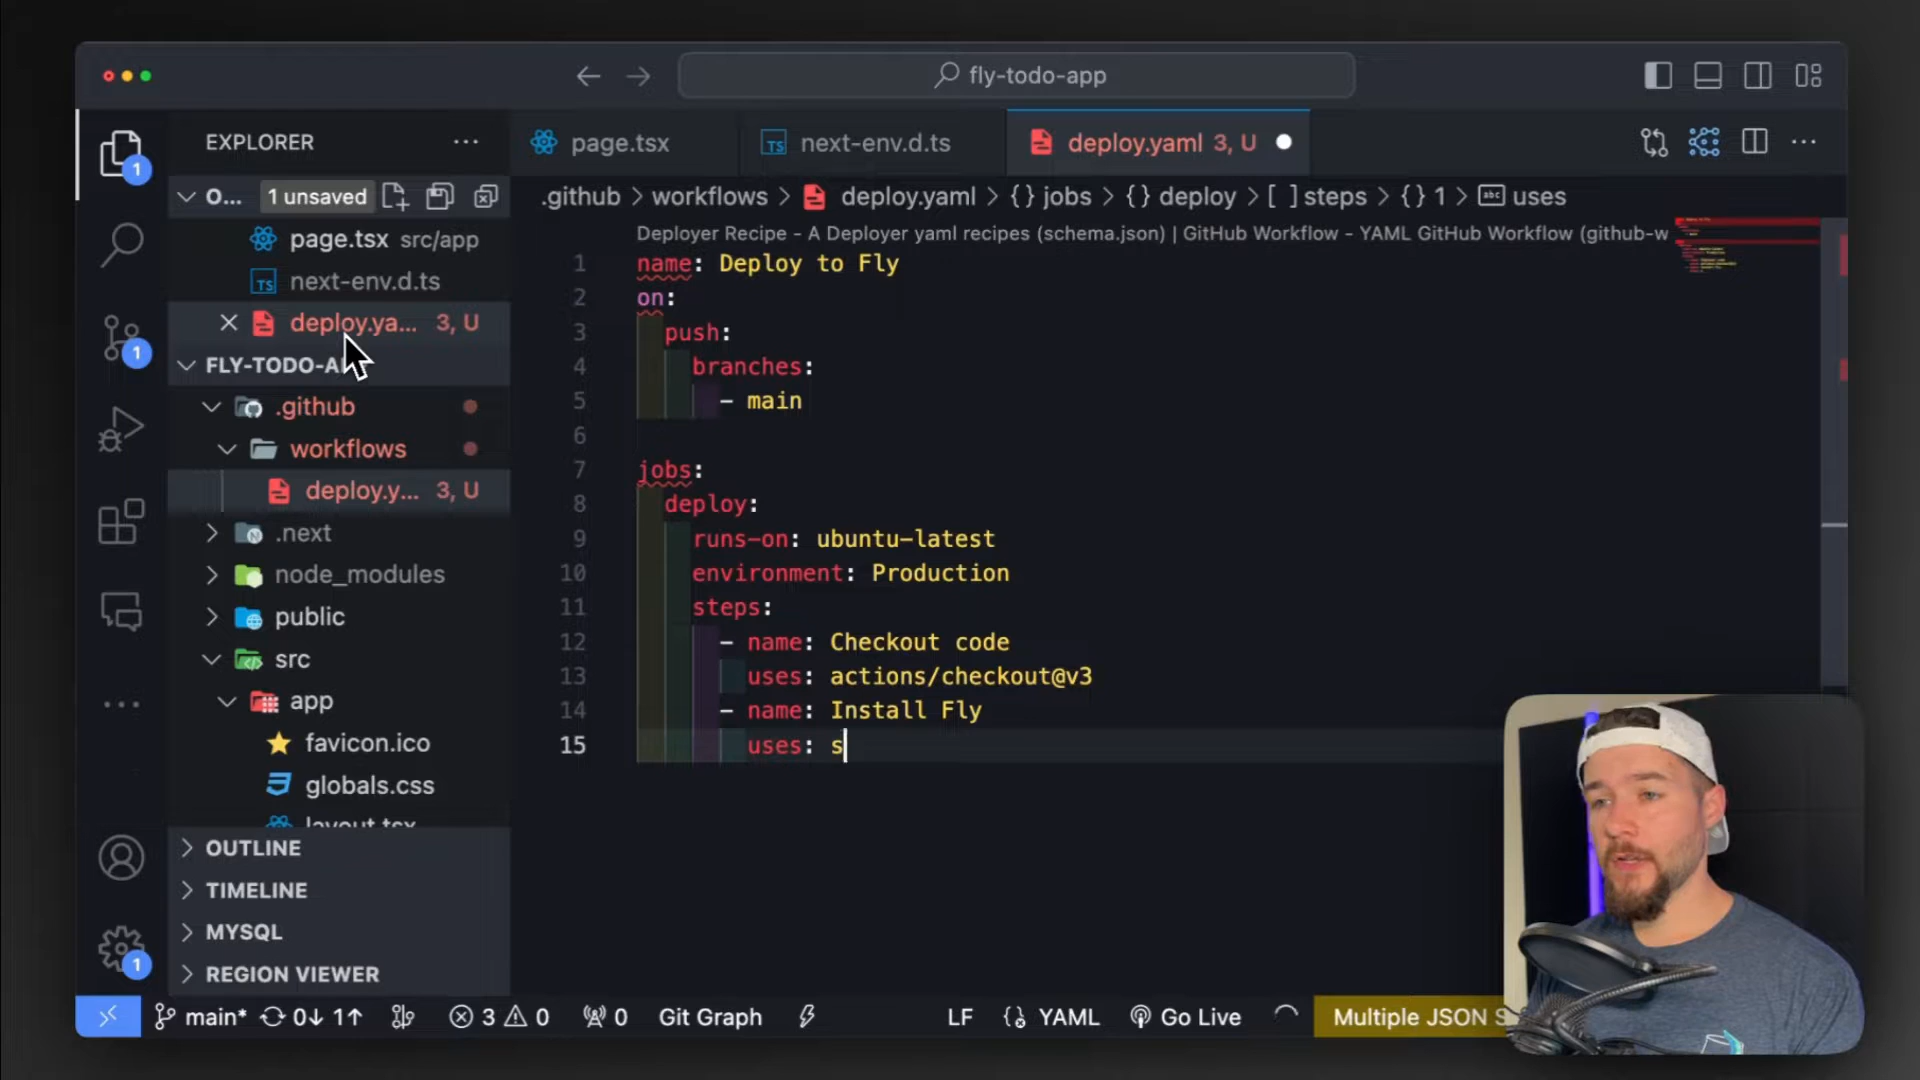 fly-todo-app
EXPLORER
page.tsx
next-env.d.ts
deploy.yaml 3, U
O... 1 unsaved
.github > workflows > deploy.yaml > {} jobs > {} deploy > [ ] steps > {} 1 > abc uses
page.tsx src/app
next-env.d.ts
deploy.ya... 3, U
FLY-TODO-A
.github
workflows
deploy.y... 3, U
.next
node_modules
public
src
app
favicon.ico
globals.css
layout.tsx
OUTLINE
TIMELINE
MYSQL
REGION VIEWER
1
1
1
Deployer Recipe - A Deployer yaml recipes (schema.json) | GitHub Workflow - YAML GitHub Workflow (github-w
1 name: Deploy to Fly
2 on:
3 push:
4 branches:
5 - main
6
7 jobs:
8 deploy:
9 runs-on: ubuntu-latest
10 environment: Production
11 steps:
12 - name: Checkout code
13 uses: actions/checkout@v3
14 - name: Install Fly
15 uses: s
main* 0↓ 1↑ 3 0 0 Git Graph LF YAML Go Live Multiple JSON S